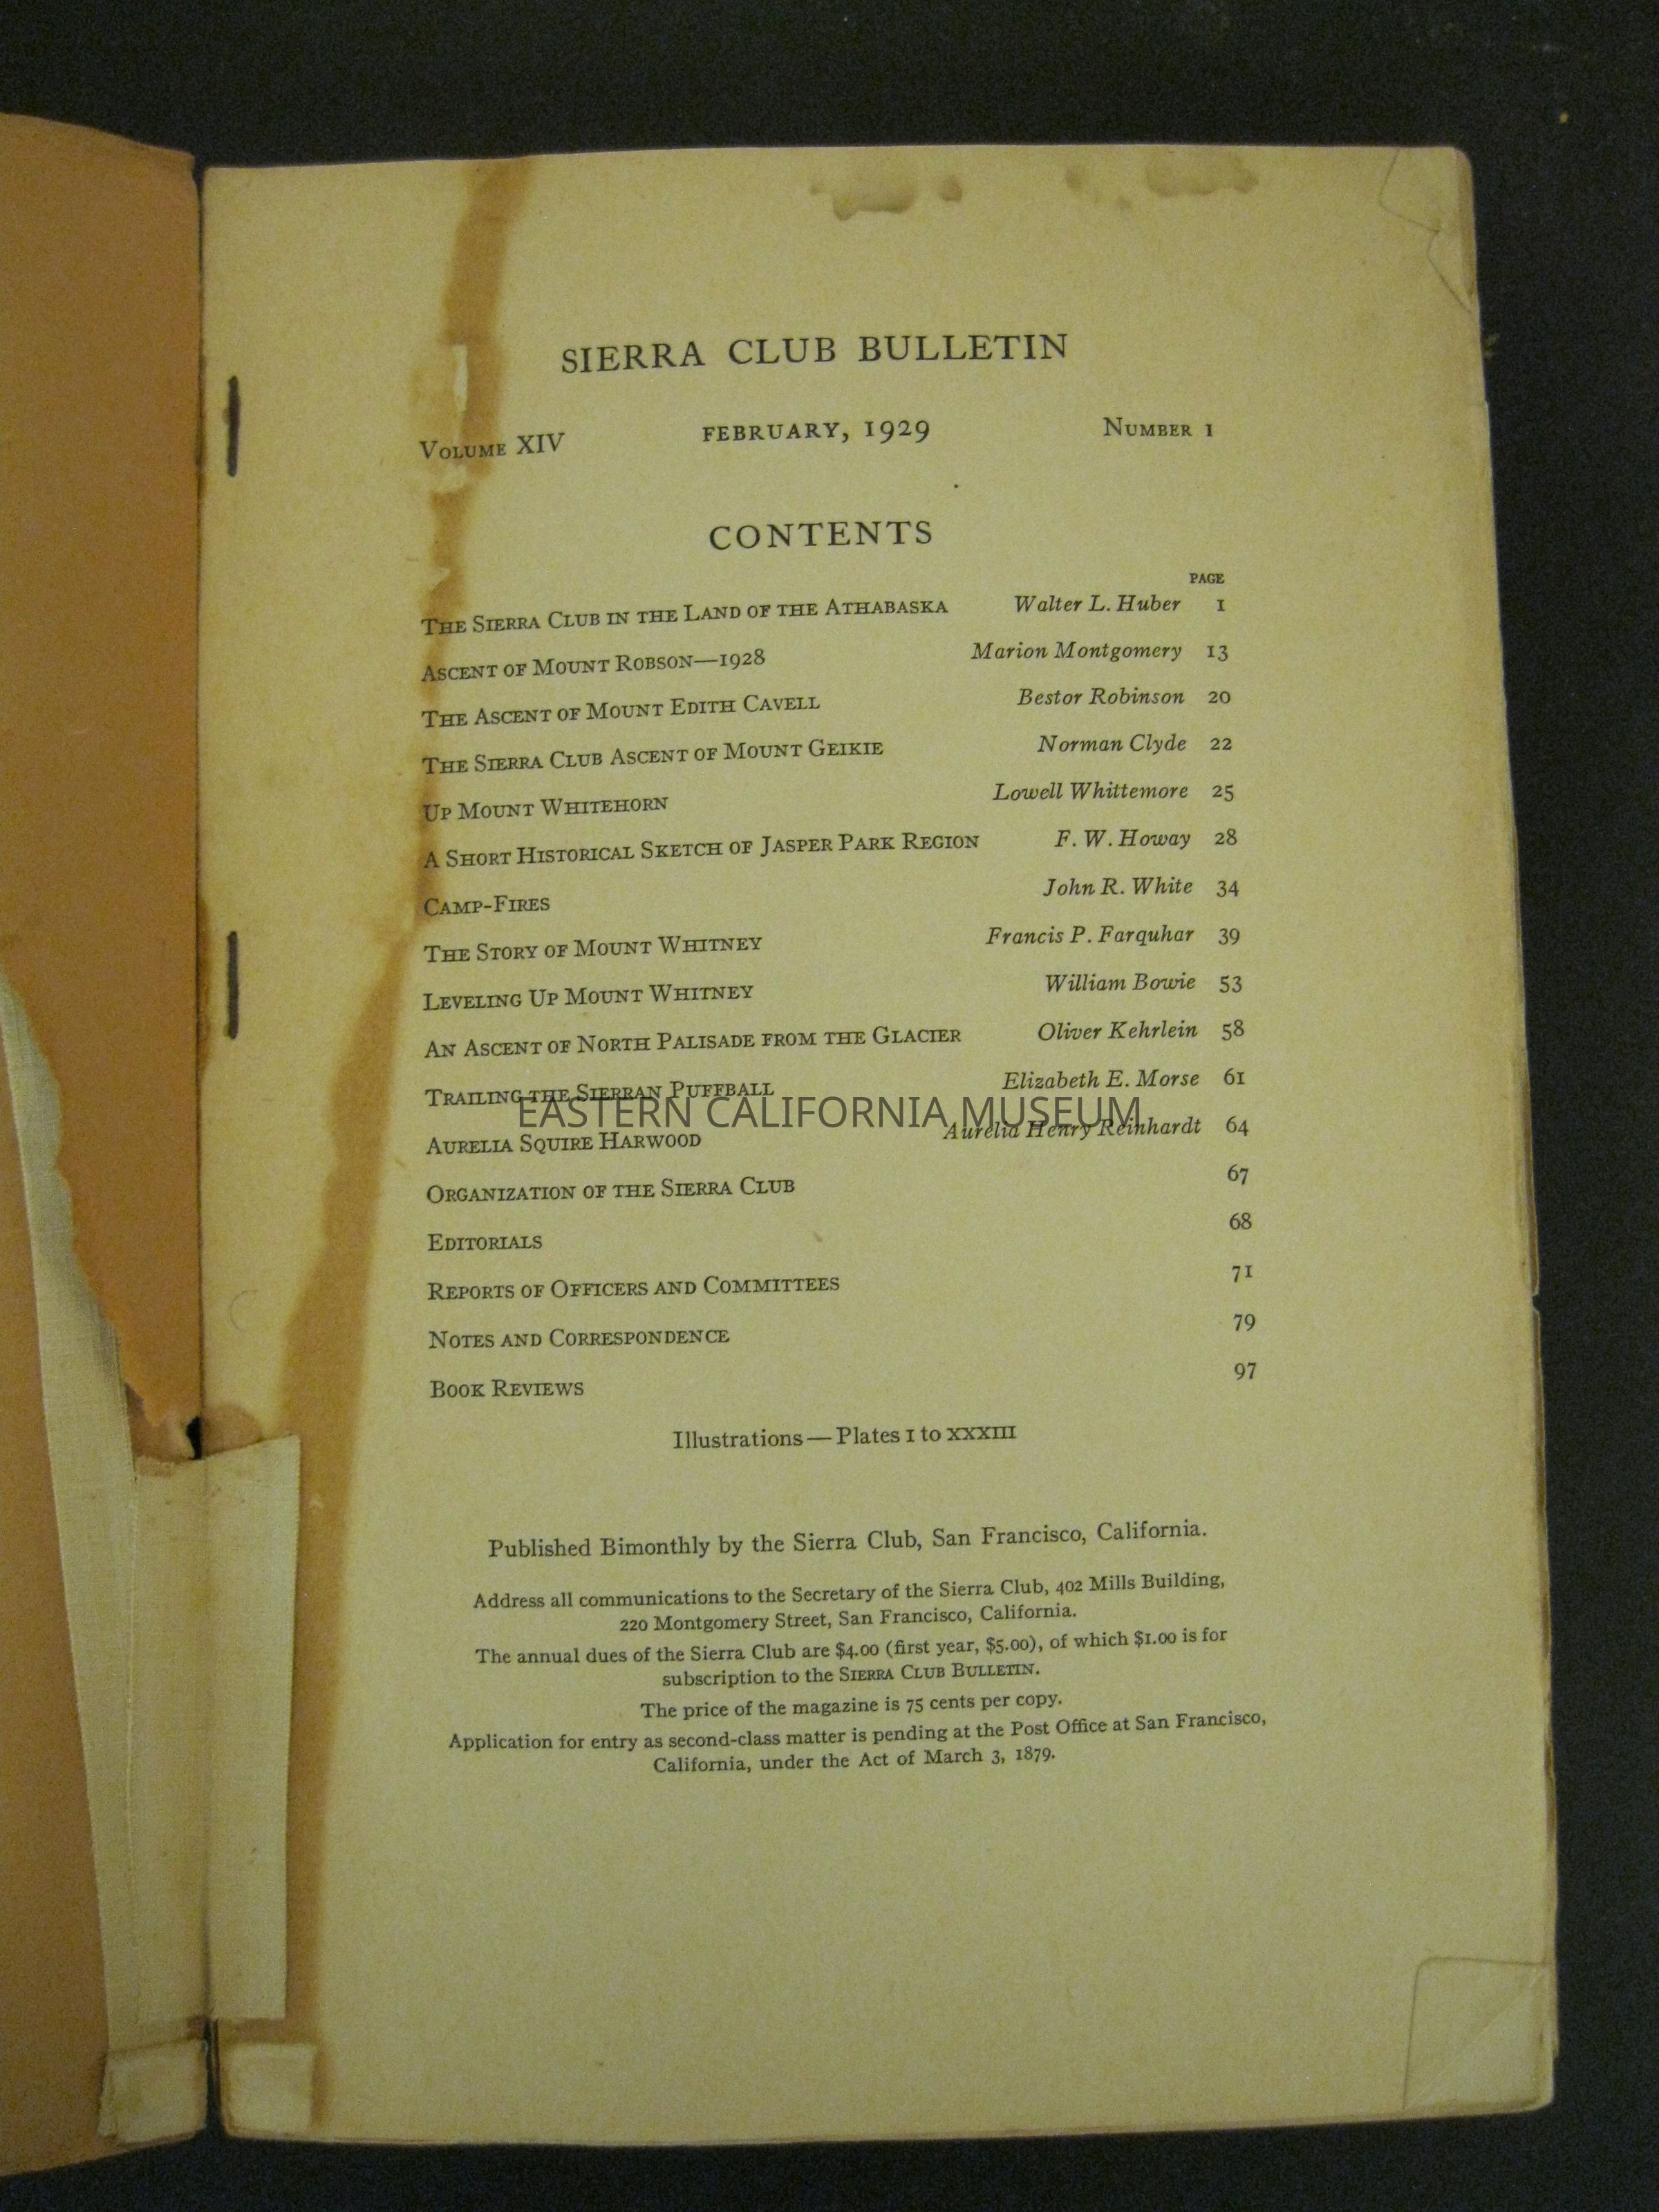 SIERRA CLUB BULLETIN
VOLUME XIV FEBRUARY, 1929 NUMBER 1
CONTENTS
PAGE
THE SIERRA CLUB IN THE LAND OF THE ATHABASKA Walter L. Huber 1
ASCENT OF MOUNT ROBSON—1928 Marion Montgomery 13
THE ASCENT OF MOUNT EDITH CAVELL Bestor Robinson 20
THE SIERRA CLUB ASCENT OF MOUNT GEIKIE Norman Clyde 22
UP MOUNT WHITEHORN Lowell Whittemore 25
A SHORT HISTORICAL SKETCH OF JASPER PARK REGION F. W. Howay 28
CAMP-FIRES John R. White 34
THE STORY OF MOUNT WHITNEY Francis P. Farquhar 39
LEVELING UP MOUNT WHITNEY William Bowie 53
AN ASCENT OF NORTH PALISADE FROM THE GLACIER Oliver Kehrlein 58
TRAILING THE SIERRAN PUFFBALL Elizabeth E. Morse 61
EASTERN CALIFORNIA MUSEUM
AURELIA SQUIRE HARWOOD Aurelia Henry Reinhardt 64
ORGANIZATION OF THE SIERRA CLUB 67
EDITORIALS 68
REPORTS OF OFFICERS AND COMMITTEES 71
NOTES AND CORRESPONDENCE 79
BOOK REVIEWS 97
Illustrations—Plates I to XXXIII
Published Bimonthly by the Sierra Club, San Francisco, California.
Address all communications to the Secretary of the Sierra Club, 402 Mills Building,
220 Montgomery Street, San Francisco, California.
The annual dues of the Sierra Club are $4.00 (first year, $5.00), of which $1.00 is for
subscription to the SIERRA CLUB BULLETIN.
The price of the magazine is 75 cents per copy.
Application for entry as second-class matter is pending at the Post Office at San Francisco,
California, under the Act of March 3, 1879.